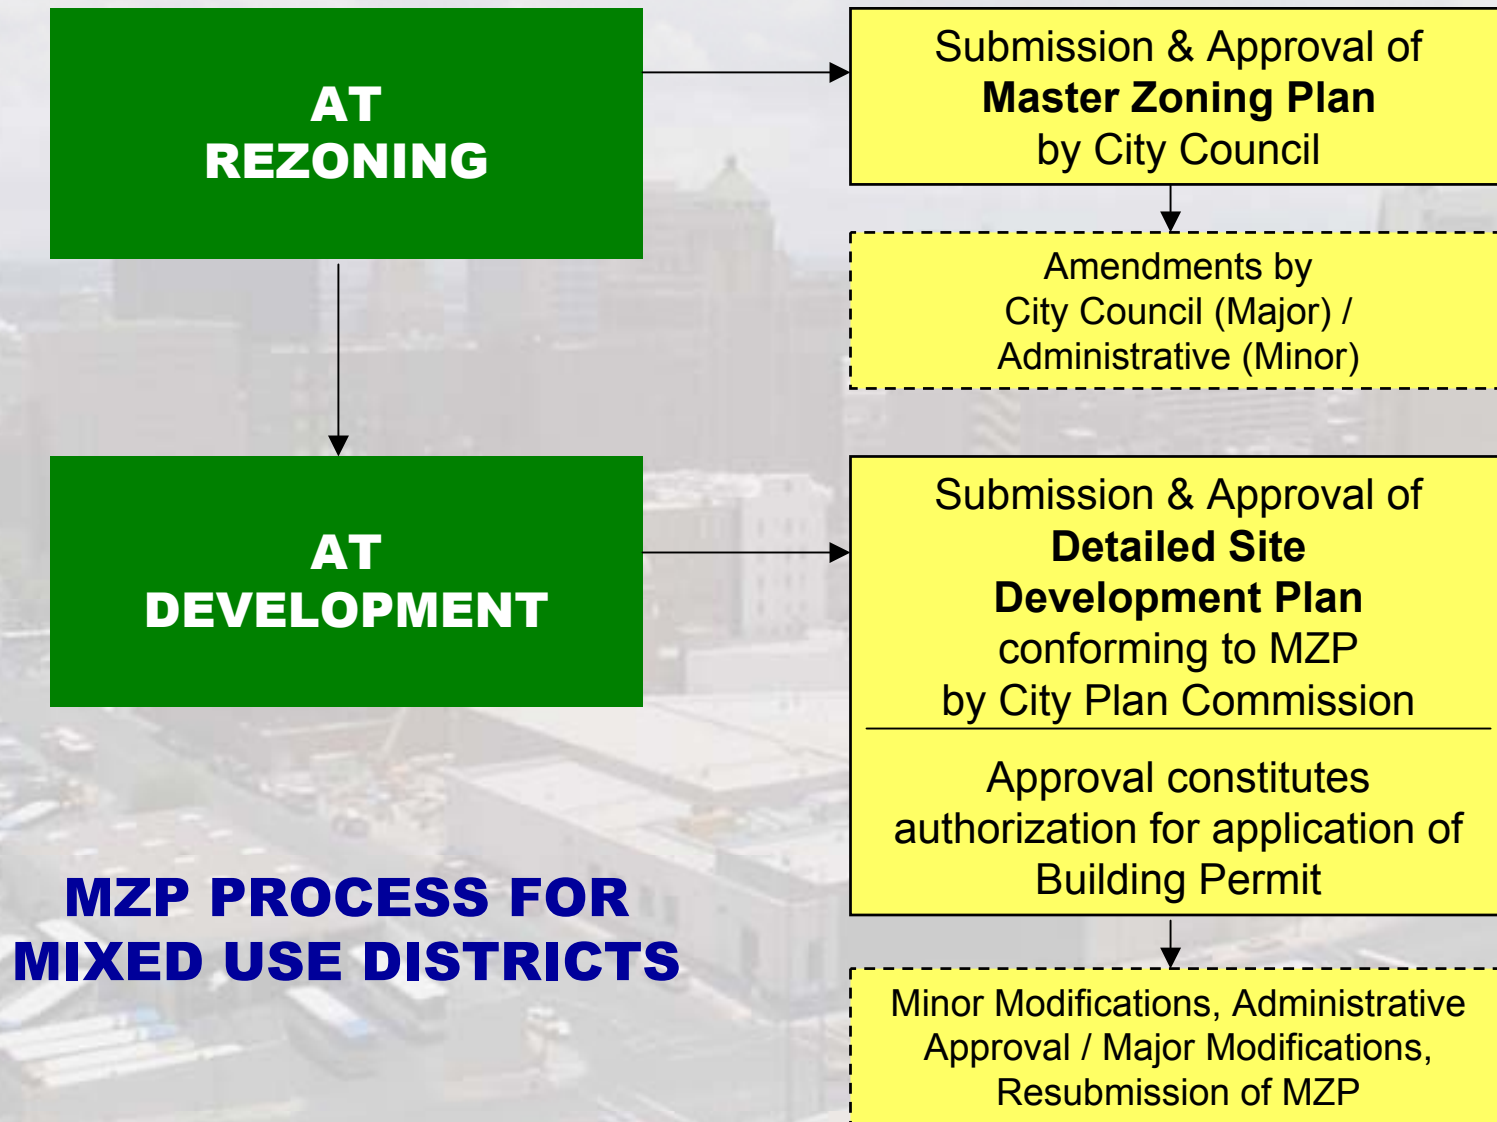 AT
REZONING
Submission & Approval of
Master Zoning Plan
by City Council
Amendments by
City Council (Major) /
Administrative (Minor)
AT
DEVELOPMENT
Submission & Approval of
Detailed Site
Development Plan
conforming to MZP
by City Plan Commission
Approval constitutes
authorization for application of
Building Permit
MZP PROCESS FOR
MIXED USE DISTRICTS
Minor Modifications, Administrative
Approval / Major Modifications,
Resubmission of MZP